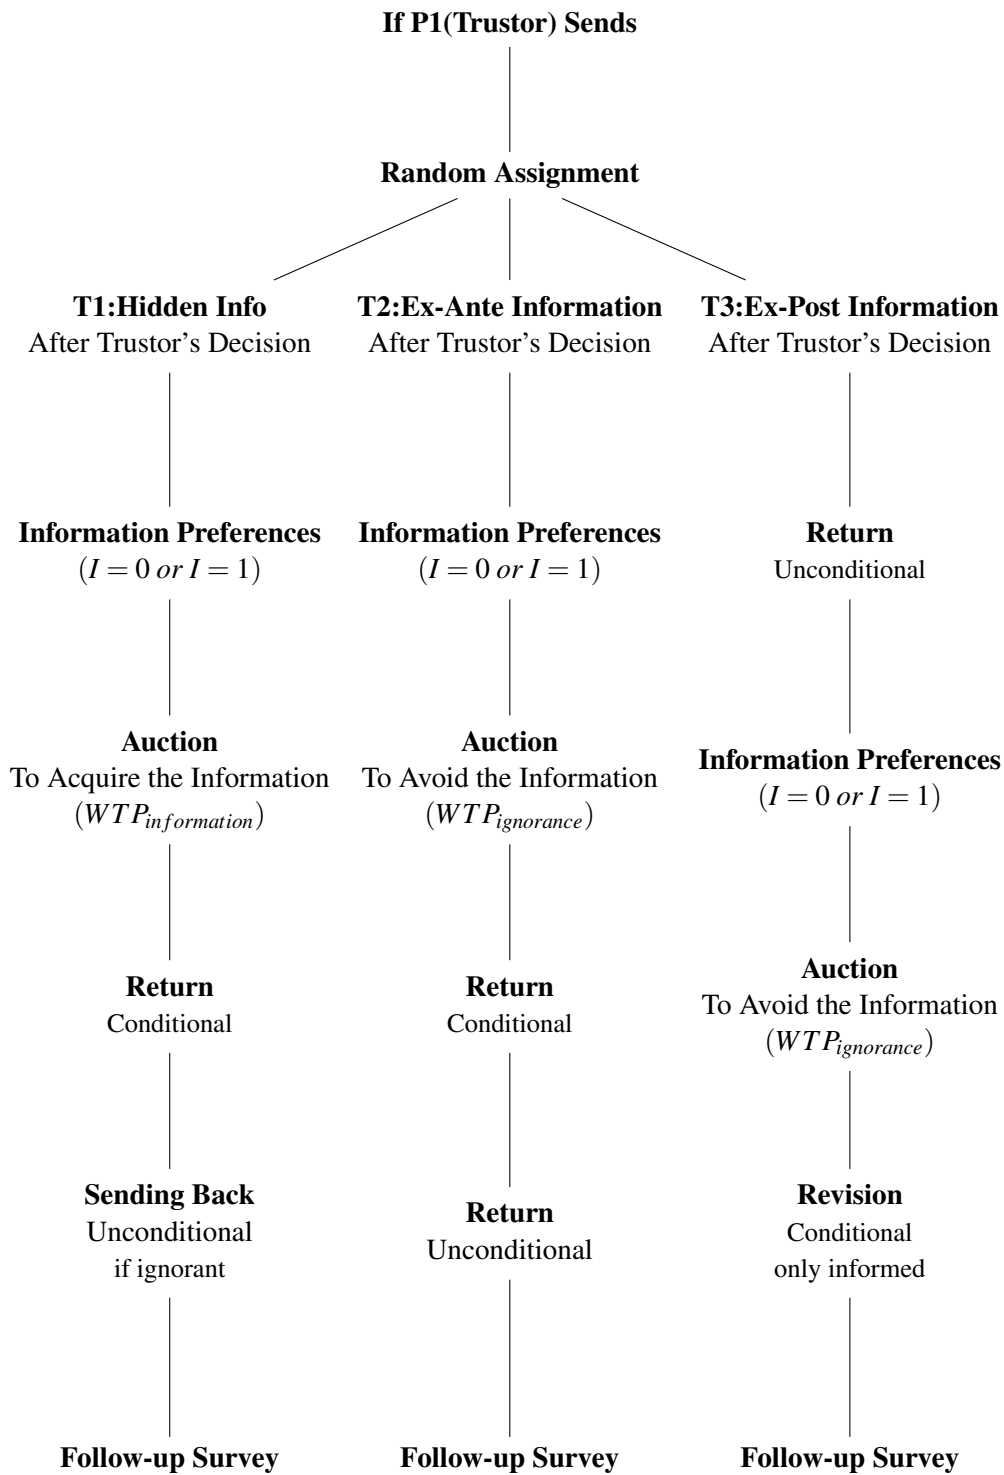 If P1(Trustor) Sends
Random Assignment
T1:Hidden Info
After Trustor's Decision
T2:Ex-Ante Information
After Trustor's Decision
T3:Ex-Post Information
After Trustor's Decision
Information Preferences
(I = 0 or I = 1)
Information Preferences
(I = 0 or I = 1)
Return
Unconditional
Auction
To Acquire the Information
(WTP_information)
Auction
To Avoid the Information
(WTP_ignorance)
Information Preferences
(I = 0 or I = 1)
Return
Conditional
Return
Conditional
Auction
To Avoid the Information
(WTP_ignorance)
Sending Back
Unconditional
if ignorant
Return
Unconditional
Revision
Conditional
only informed
Follow-up Survey
Follow-up Survey
Follow-up Survey